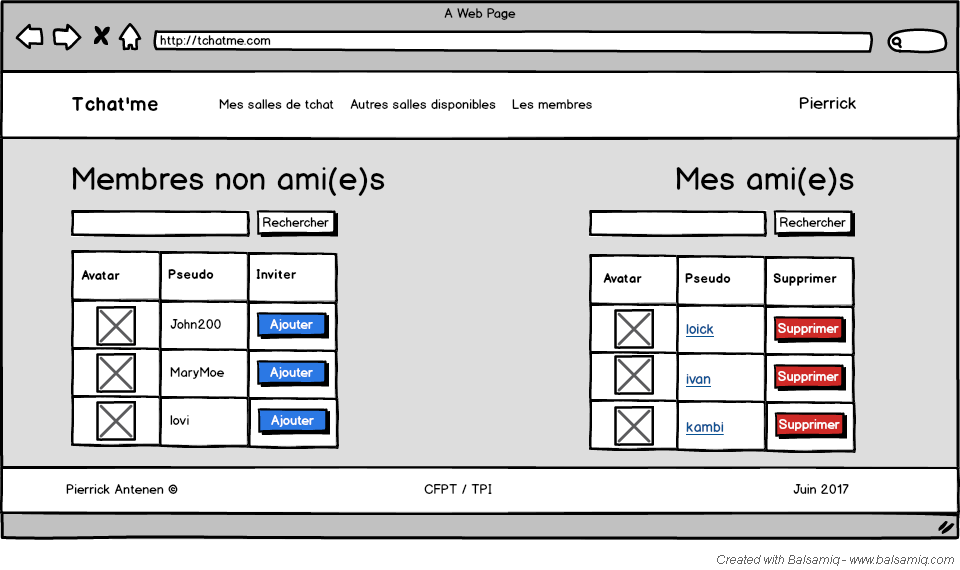 A Web Page
http://tchatme.com
Tchat'me Mes salles de tchat Autres salles disponibles Les membres Pierrick
Membres non ami(e)s
Rechercher
Avatar Pseudo Inviter
John200 Ajouter
MaryMoe Ajouter
lovi Ajouter
Mes ami(e)s
Rechercher
Avatar Pseudo Supprimer
loick Supprimer
ivan Supprimer
kambi Supprimer
Pierrick Antenen © CFPT / TPI Juin 2017
Created with Balsamiq - www.balsamiq.com